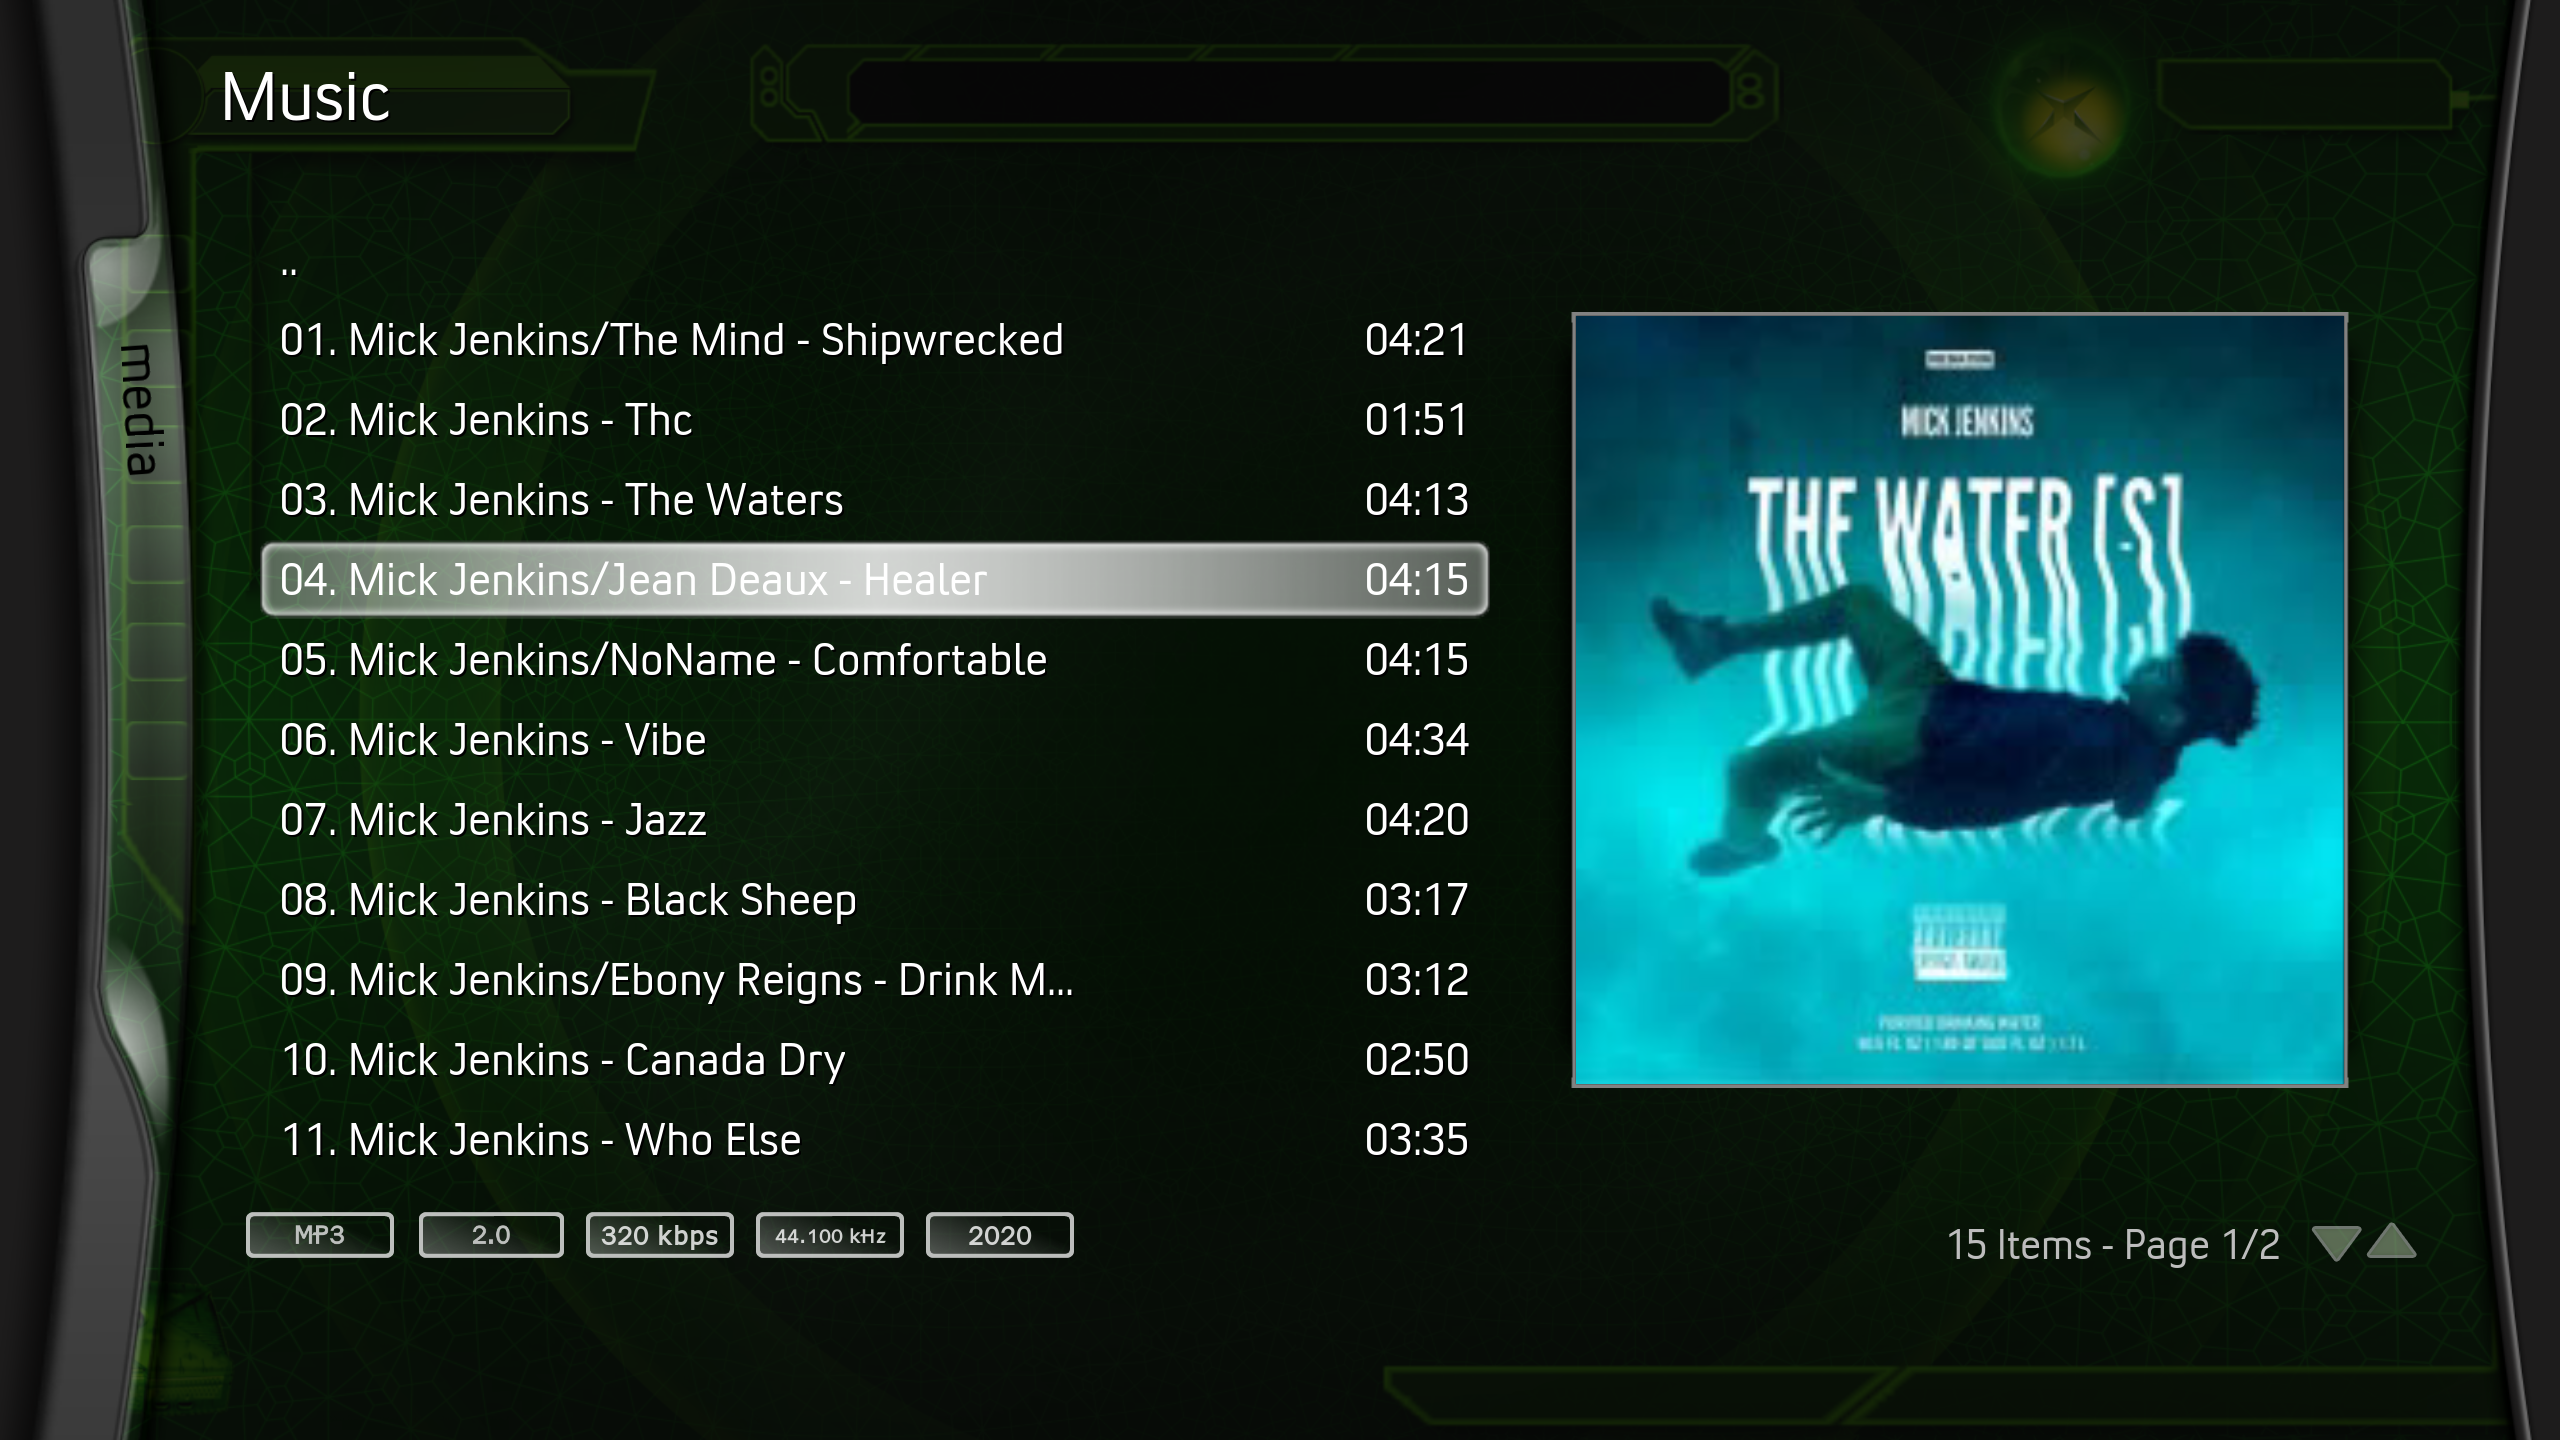 Music
media
..
01. Mick Jenkins/The Mind - Shipwrecked 04:21
02. Mick Jenkins - Thc 01:51
03. Mick Jenkins - The Waters 04:13
04. Mick Jenkins/Jean Deaux - Healer 04:15
05. Mick Jenkins/NoName - Comfortable 04:15
06. Mick Jenkins - Vibe 04:34
07. Mick Jenkins - Jazz 04:20
08. Mick Jenkins - Black Sheep 03:17
09. Mick Jenkins/Ebony Reigns - Drink M... 03:12
10. Mick Jenkins - Canada Dry 02:50
11. Mick Jenkins - Who Else 03:35
MICK JENKINS
THE WATER [S]
MP3 2.0 320 kbps 44.100 kHz 2020
15 Items - Page 1/2